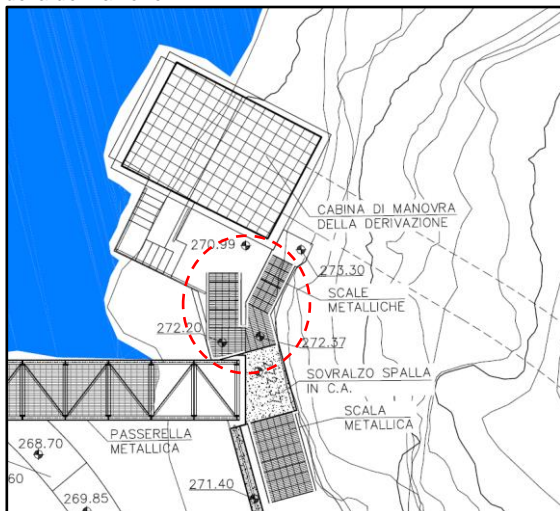 CABINA DI MANOVRA
DELLA DERIVAZIONE
270.99
273.30
SCALE
METALLICHE
272.20
272.37
SOVRALZO SPALLA
IN C.A.
SCALA
METALLICA
PASSERELLA
METALLICA
268.70
60
269.85
271.40